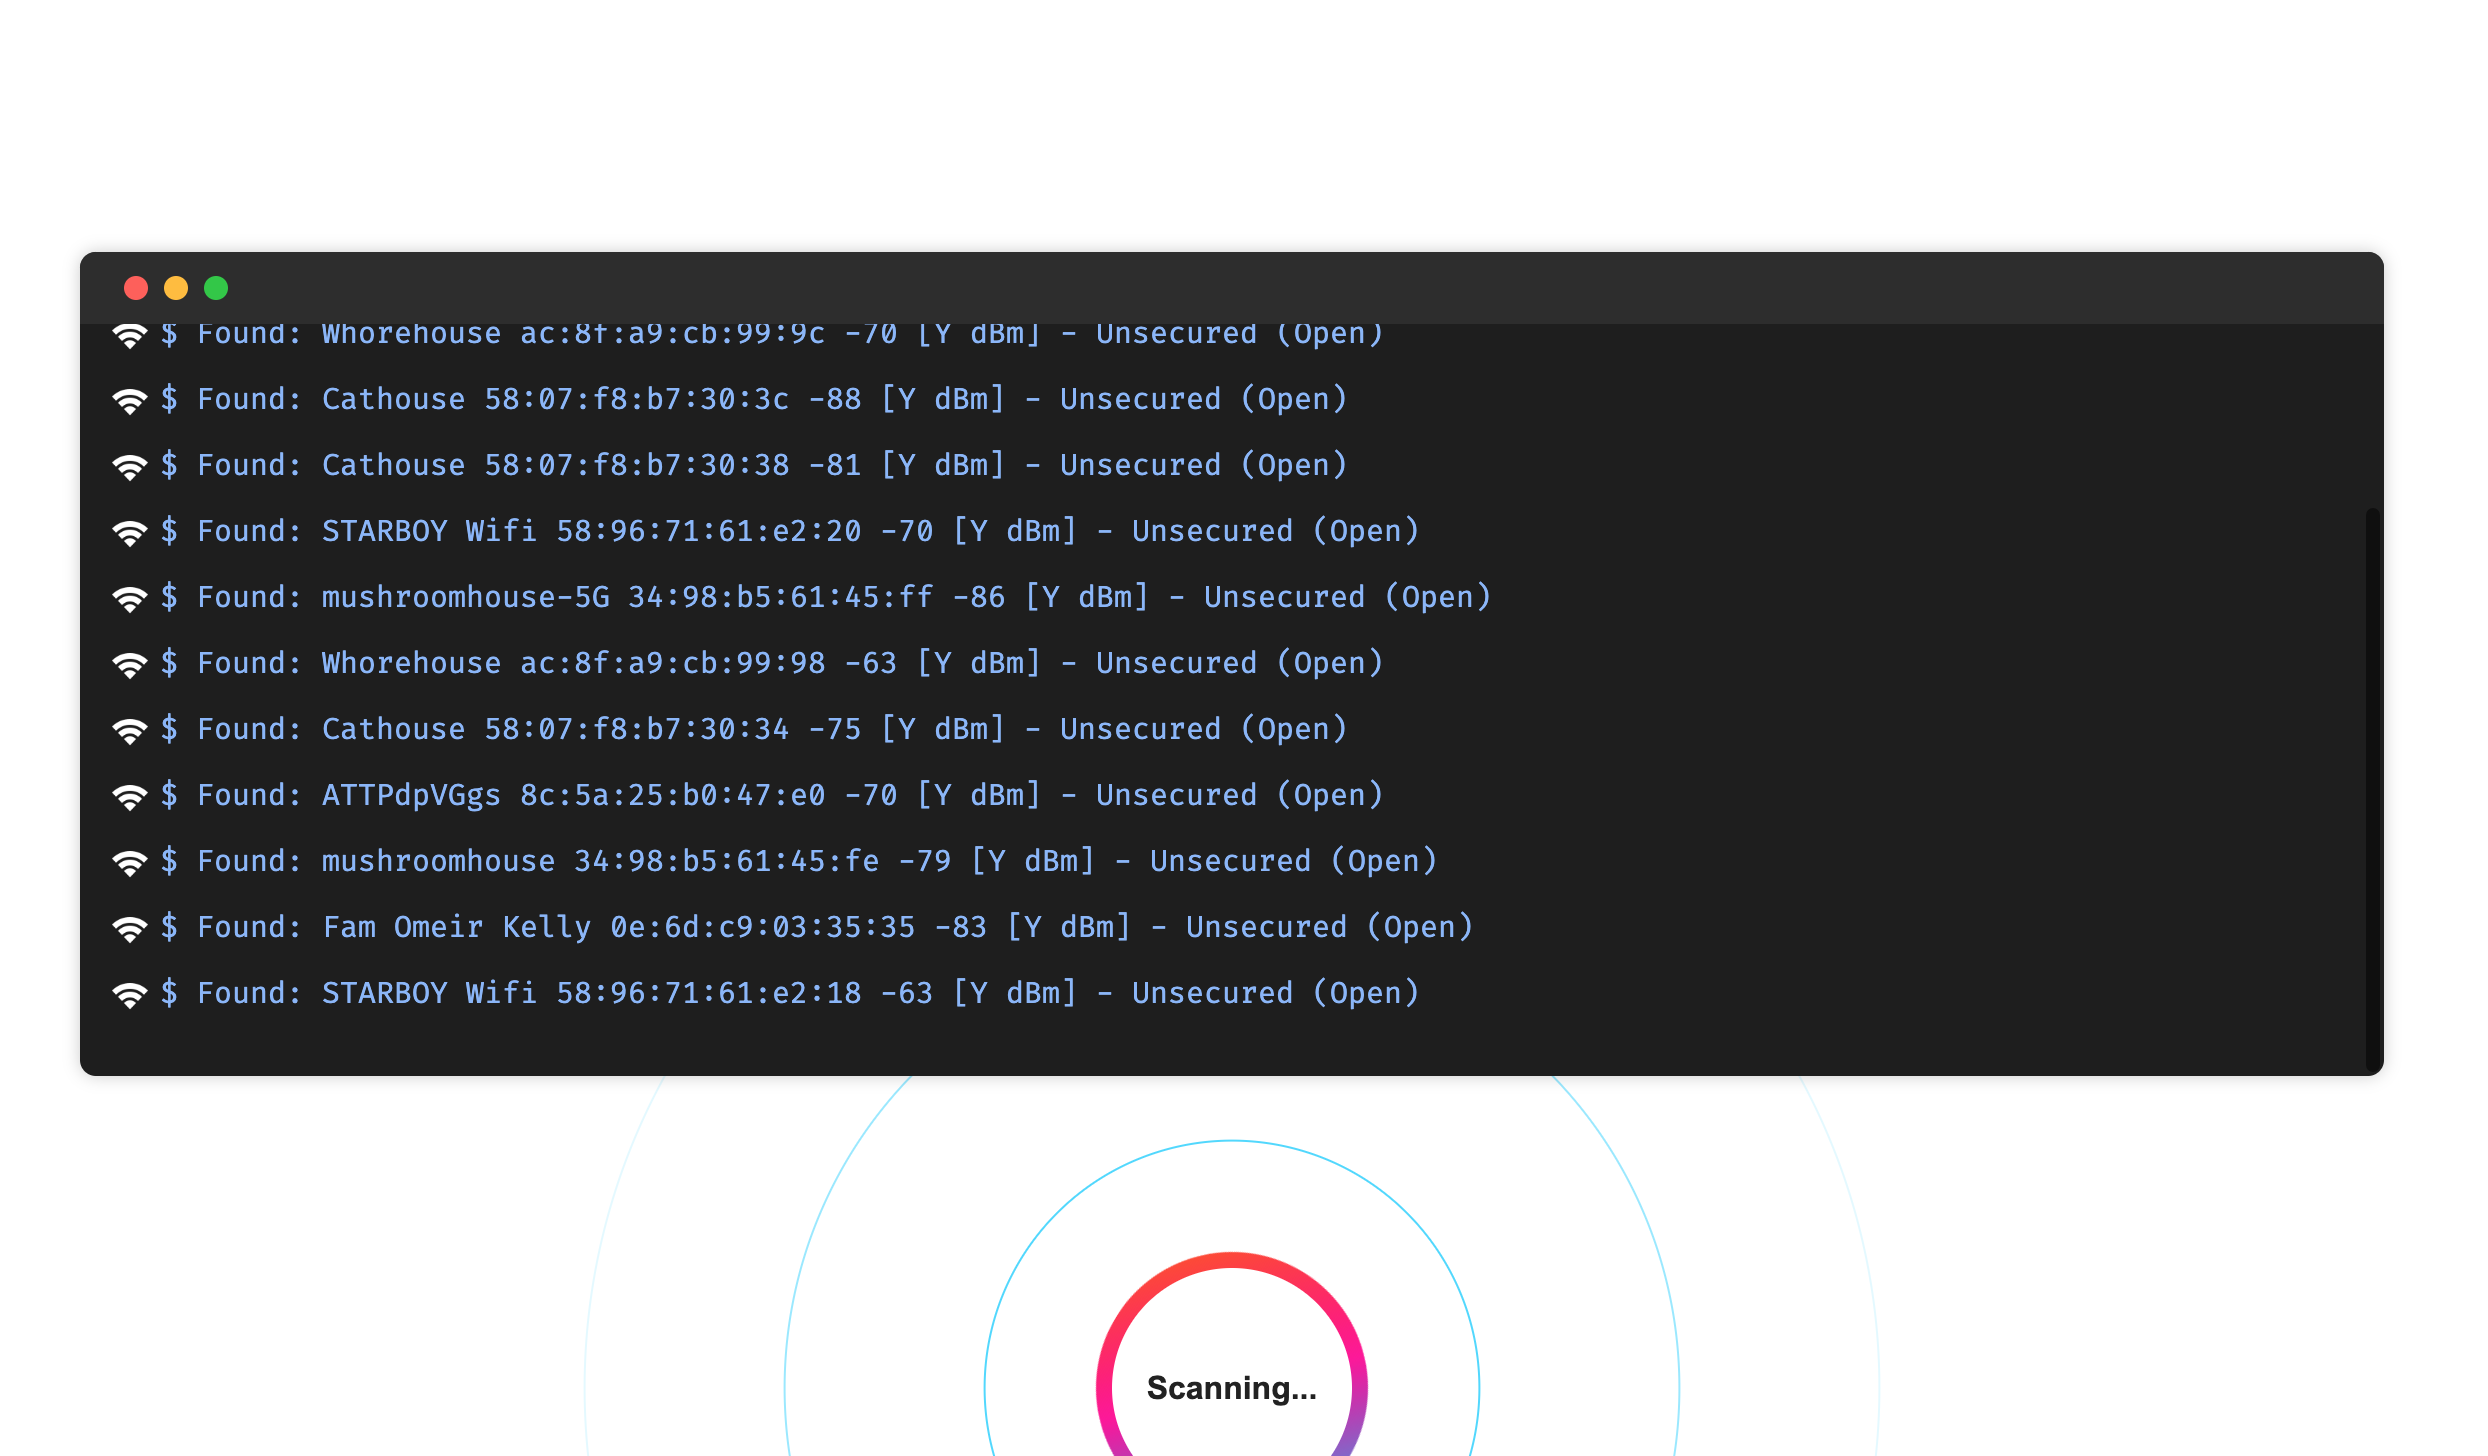 $ Found: Whorehouse ac:8f:a9:cb:99:9c -70 [Y dBm] - Unsecured (Open)
$ Found: Cathouse 58:07:f8:b7:30:3c -88 [Y dBm] - Unsecured (Open)
$ Found: Cathouse 58:07:f8:b7:30:38 -81 [Y dBm] - Unsecured (Open)
$ Found: STARBOY Wifi 58:96:71:61:e2:20 -70 [Y dBm] - Unsecured (Open)
$ Found: mushroomhouse-5G 34:98:b5:61:45:ff -86 [Y dBm] - Unsecured (Open)
$ Found: Whorehouse ac:8f:a9:cb:99:98 -63 [Y dBm] - Unsecured (Open)
$ Found: Cathouse 58:07:f8:b7:30:34 -75 [Y dBm] - Unsecured (Open)
$ Found: ATTPdpVGgs 8c:5a:25:b0:47:e0 -70 [Y dBm] - Unsecured (Open)
$ Found: mushroomhouse 34:98:b5:61:45:fe -79 [Y dBm] - Unsecured (Open)
$ Found: Fam Omeir Kelly 0e:6d:c9:03:35:35 -83 [Y dBm] - Unsecured (Open)
$ Found: STARBOY Wifi 58:96:71:61:e2:18 -63 [Y dBm] - Unsecured (Open)
Scanning...